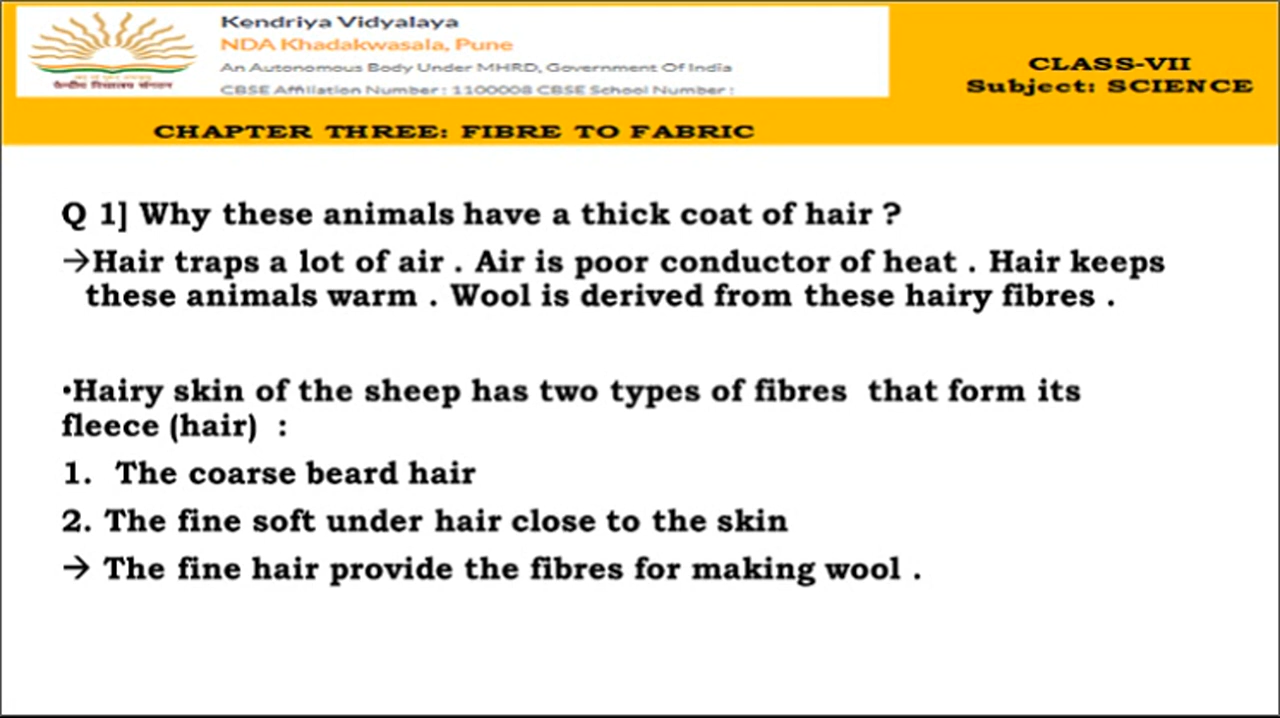 Kendriya Vidyalaya
NDA Khadakwasala, Pune
An Autonomous Body Under MHRD, Government Of India
CBSE Affiliation Number : 1100008 CBSE School Number :
केन्द्रीय विद्यालय संगठन
CLASS-VII
Subject: SCIENCE
CHAPTER THREE: FIBRE TO FABRIC
Q 1] Why these animals have a thick coat of hair ?
→Hair traps a lot of air . Air is poor conductor of heat . Hair keeps
these animals warm . Wool is derived from these hairy fibres .
•Hairy skin of the sheep has two types of fibres that form its
fleece (hair) :
1. The coarse beard hair
2. The fine soft under hair close to the skin
→ The fine hair provide the fibres for making wool .